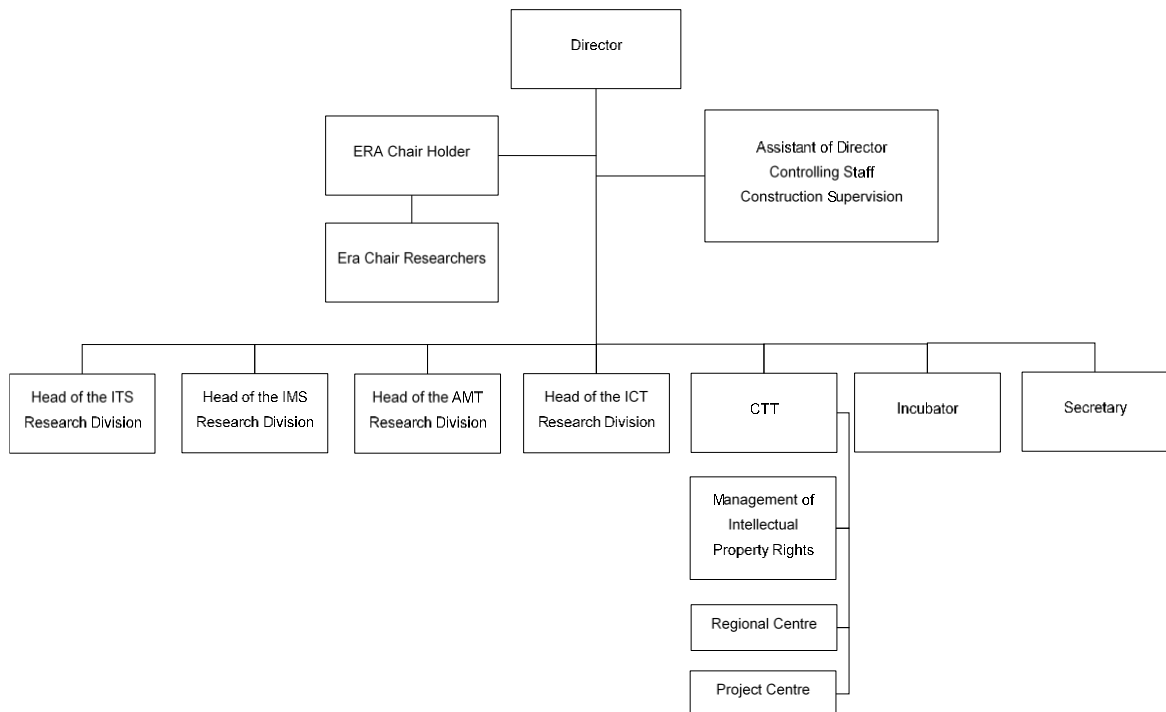 Director
ERA Chair Holder
Assistant of Director
Controlling Staff
Construction Supervision
Era Chair Researchers
Head of the ITS
Research Division
Head of the IMS
Research Division
Head of the AMT
Research Division
Head of the ICT
Research Division
CTT
Incubator
Secretary
Management of
Intellectual
Property Rights
Regional Centre
Project Centre